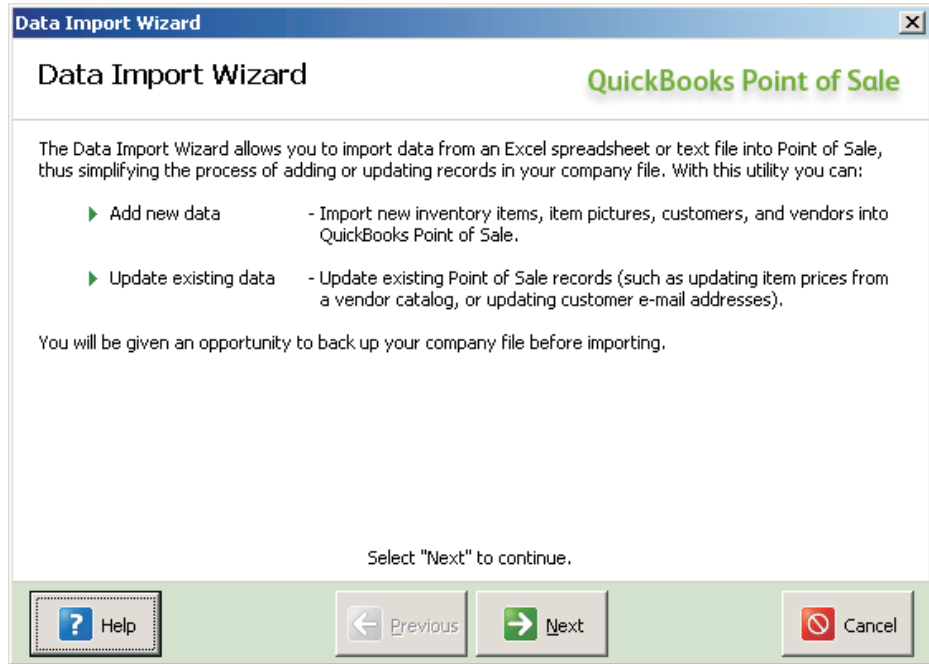 Data Import Wizard
Data Import Wizard
QuickBooks Point of Sale
The Data Import Wizard allows you to import data from an Excel spreadsheet or text file into Point of Sale,
thus simplifying the process of adding or updating records in your company file. With this utility you can:
Add new data - Import new inventory items, item pictures, customers, and vendors into
QuickBooks Point of Sale.
Update existing data - Update existing Point of Sale records (such as updating item prices from
a vendor catalog, or updating customer e-mail addresses).
You will be given an opportunity to back up your company file before importing.
Select "Next" to continue.
? Help Previous Next Cancel